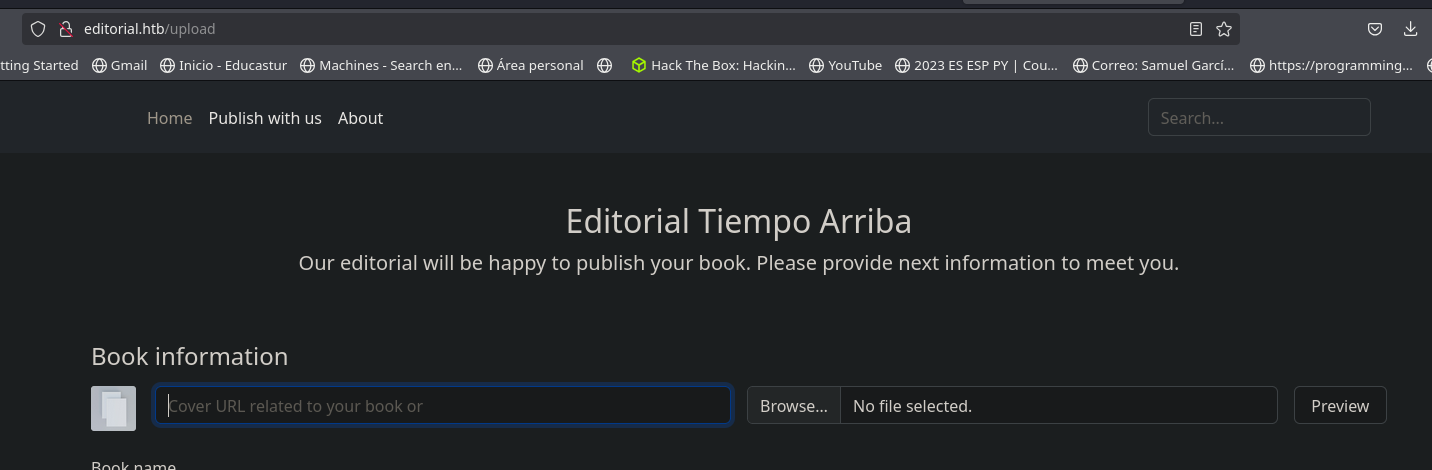 editorial.htb/upload
tting Started Gmail Inicio - Educastur Machines - Search en... Área personal Hack The Box: Hackin... YouTube 2023 ES ESP PY | Cou... Correo: Samuel Garcí... https://programming...
Home Publish with us About Search...
Editorial Tiempo Arriba
Our editorial will be happy to publish your book. Please provide next information to meet you.
Book information
Cover URL related to your book or Browse... No file selected. Preview
Book name